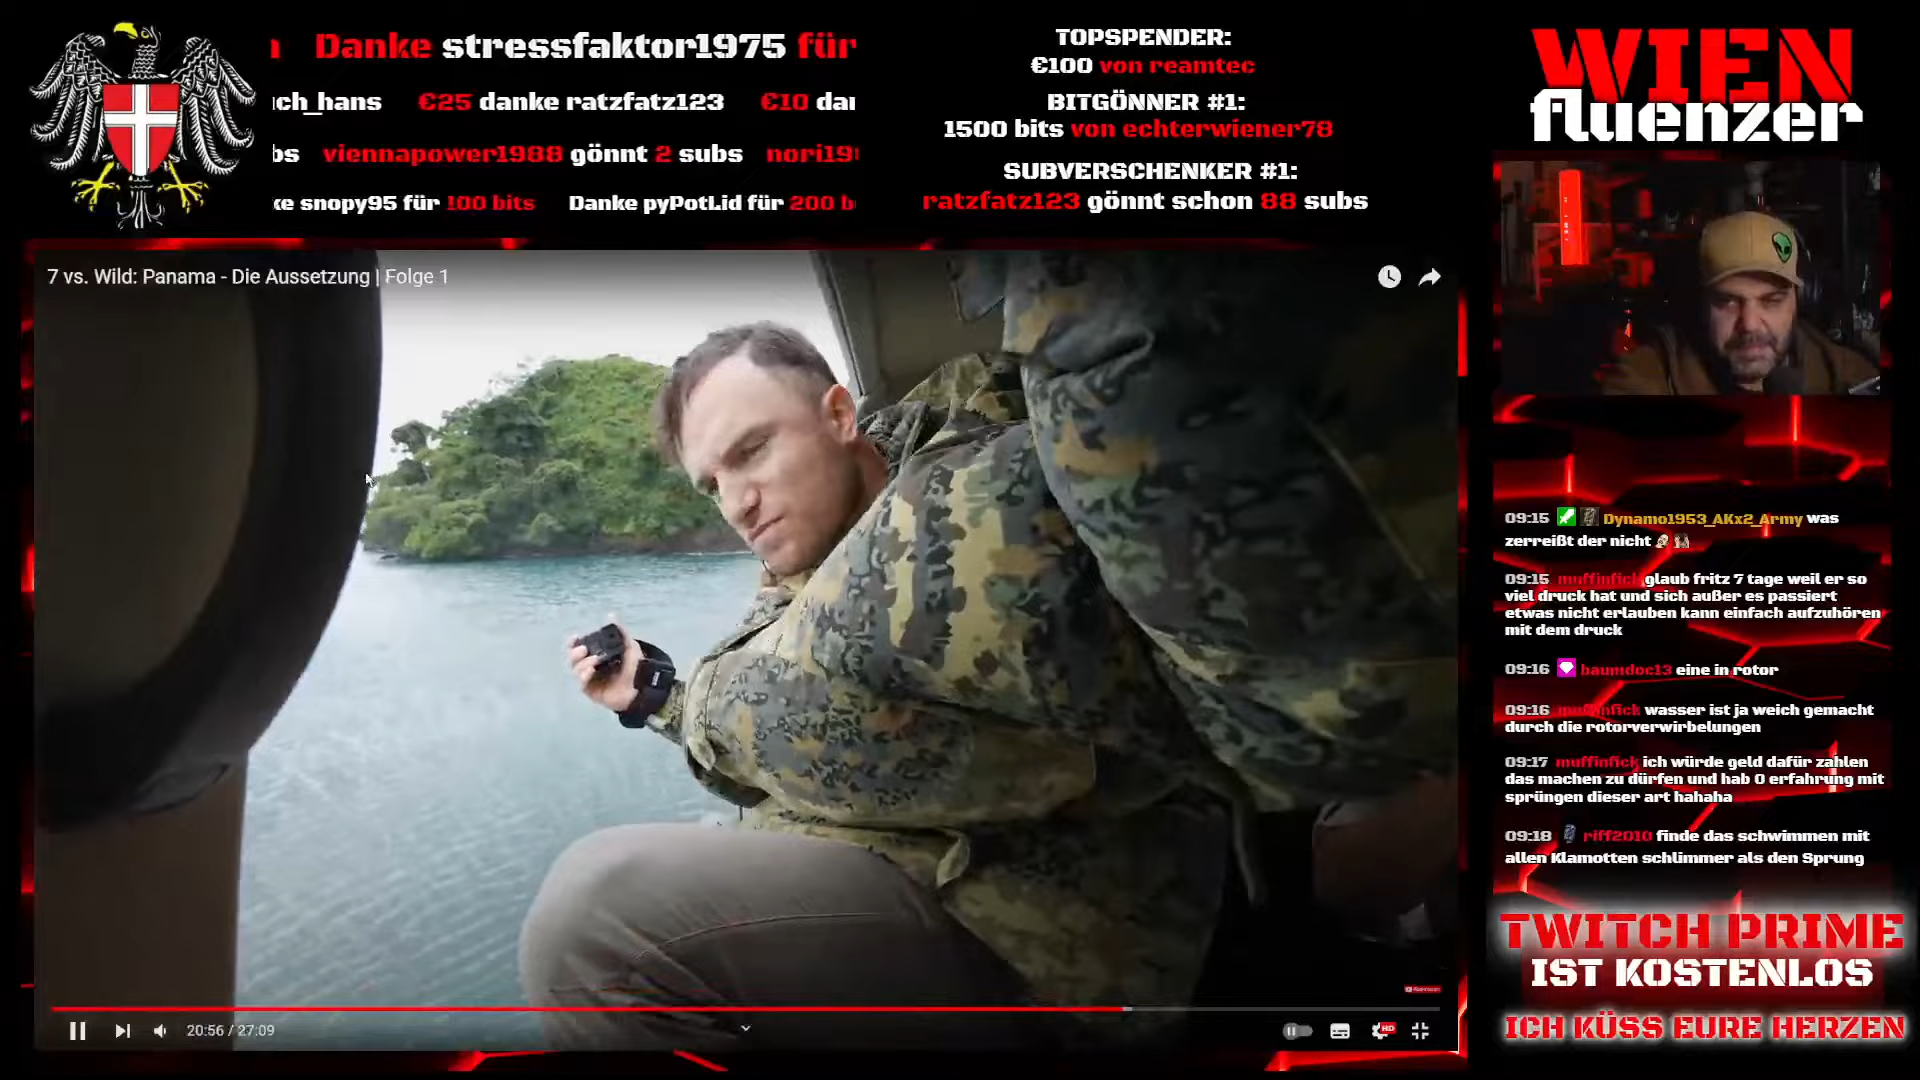 Danke stressfaktor1975 für
TOPSPENDER:
€100 von reamtec
ch_hans €25 danke ratzfatz123 €10
BITGÖNNER #1:
1500 bits von echterwiener78
bs viennapower1988 gönnt 2 subs
SUBVERSCHENKER #1:
ratzfatz123 gönnt schon 88 subs
ke snopy95 für 100 bits Danke pyPotLid für 200 b
WIEN
fluenzer
7 vs. Wild: Panama - Die Aussetzung | Folge 1
20:56 / 27:09
HD
09:15 Dynamo1953_AKx2_Army was
zerreißt der nicht
09:15 muffinfick glaub fritz 7 tage weil er so
viel druck hat und sich außer es passiert
etwas nicht erlauben kann einfach aufzuhören
mit dem druck
09:16 baumdoc13 eine in rotor
09:16 muffinfick wasser ist ja weich gemacht
durch die rotorverwirbelungen
09:17 muffinfick ich würde geld dafür zahlen
das machen zu dürfen und hab 0 erfahrung mit
sprüngen dieser art hahaha
09:18 riff2010 finde das schwimmen mit
allen Klamotten schlimmer als den Sprung
TWITCH PRIME
IST KOSTENLOS
ICH KÜSS EURE HERZEN